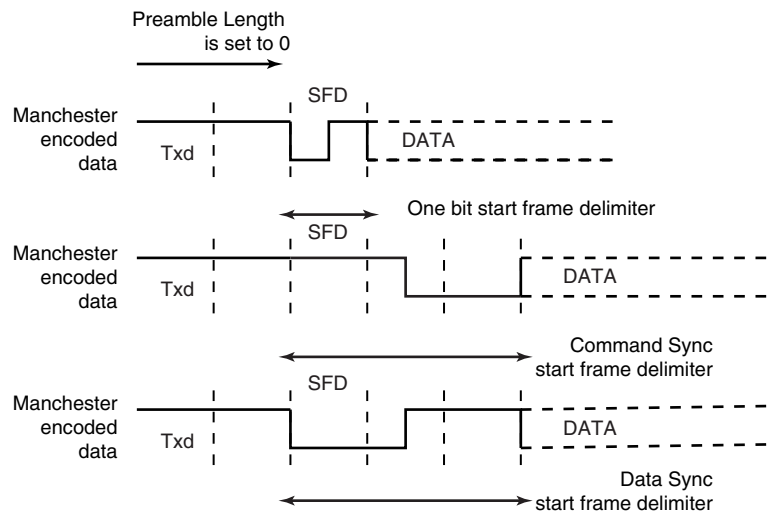 Preamble Length
is set to 0
SFD
Manchester
encoded
data
Txd
DATA
One bit start frame delimiter
SFD
Manchester
encoded
data
Txd
DATA
Command Sync
start frame delimiter
SFD
Manchester
encoded
data
Txd
DATA
Data Sync
start frame delimiter